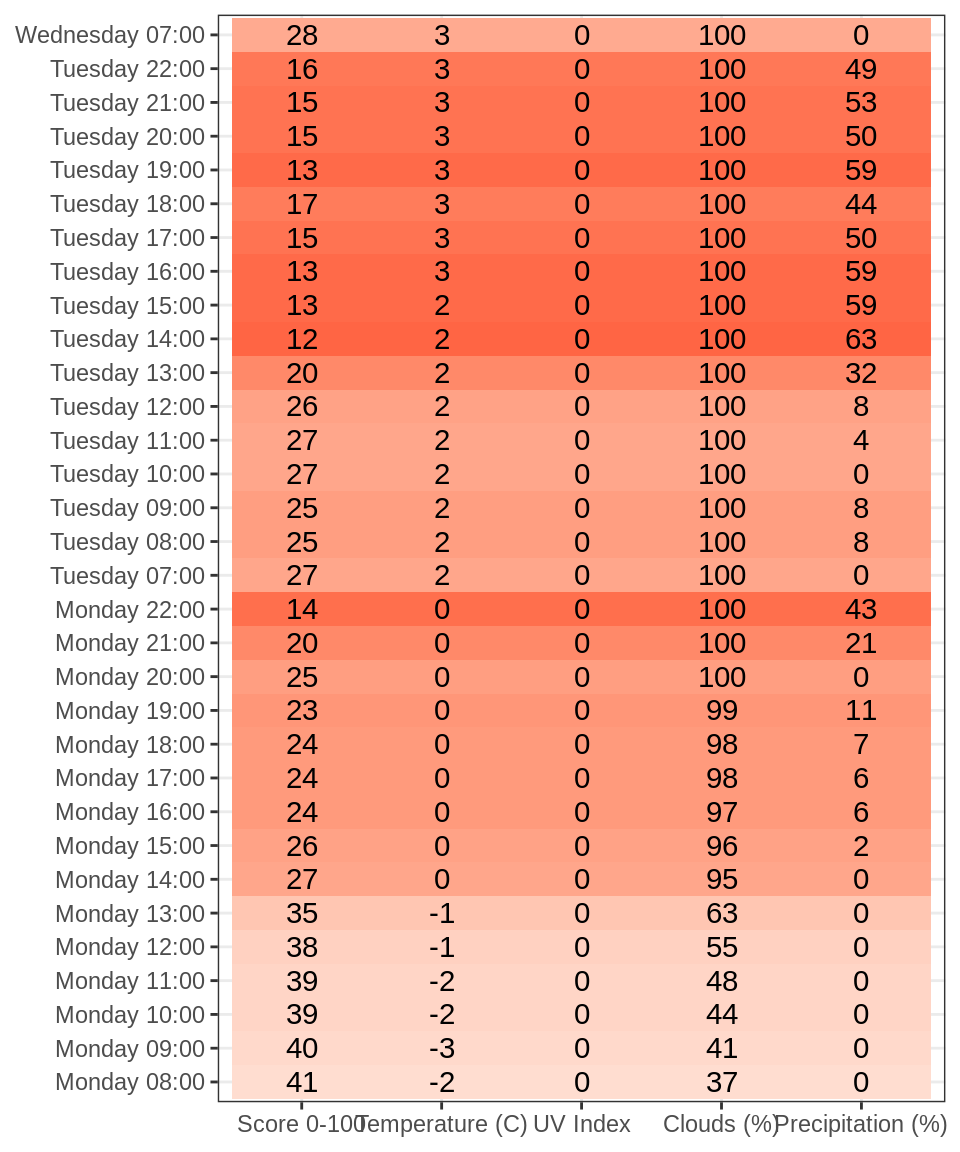 Wednesday 07:00 28 3 0 100 0
Tuesday 22:00 16 3 0 100 49
Tuesday 21:00 15 3 0 100 53
Tuesday 20:00 15 3 0 100 50
Tuesday 19:00 13 3 0 100 59
Tuesday 18:00 17 3 0 100 44
Tuesday 17:00 15 3 0 100 50
Tuesday 16:00 13 3 0 100 59
Tuesday 15:00 13 2 0 100 59
Tuesday 14:00 12 2 0 100 63
Tuesday 13:00 20 2 0 100 32
Tuesday 12:00 26 2 0 100 8
Tuesday 11:00 27 2 0 100 4
Tuesday 10:00 27 2 0 100 0
Tuesday 09:00 25 2 0 100 8
Tuesday 08:00 25 2 0 100 8
Tuesday 07:00 27 2 0 100 0
Monday 22:00 14 0 0 100 43
Monday 21:00 20 0 0 100 21
Monday 20:00 25 0 0 100 0
Monday 19:00 23 0 0 99 11
Monday 18:00 24 0 0 98 7
Monday 17:00 24 0 0 98 6
Monday 16:00 24 0 0 97 6
Monday 15:00 26 0 0 96 2
Monday 14:00 27 0 0 95 0
Monday 13:00 35 -1 0 63 0
Monday 12:00 38 -1 0 55 0
Monday 11:00 39 -2 0 48 0
Monday 10:00 39 -2 0 44 0
Monday 09:00 40 -3 0 41 0
Monday 08:00 41 -2 0 37 0
Score 0-100 Temperature (C) UV Index Clouds (%) Precipitation (%)